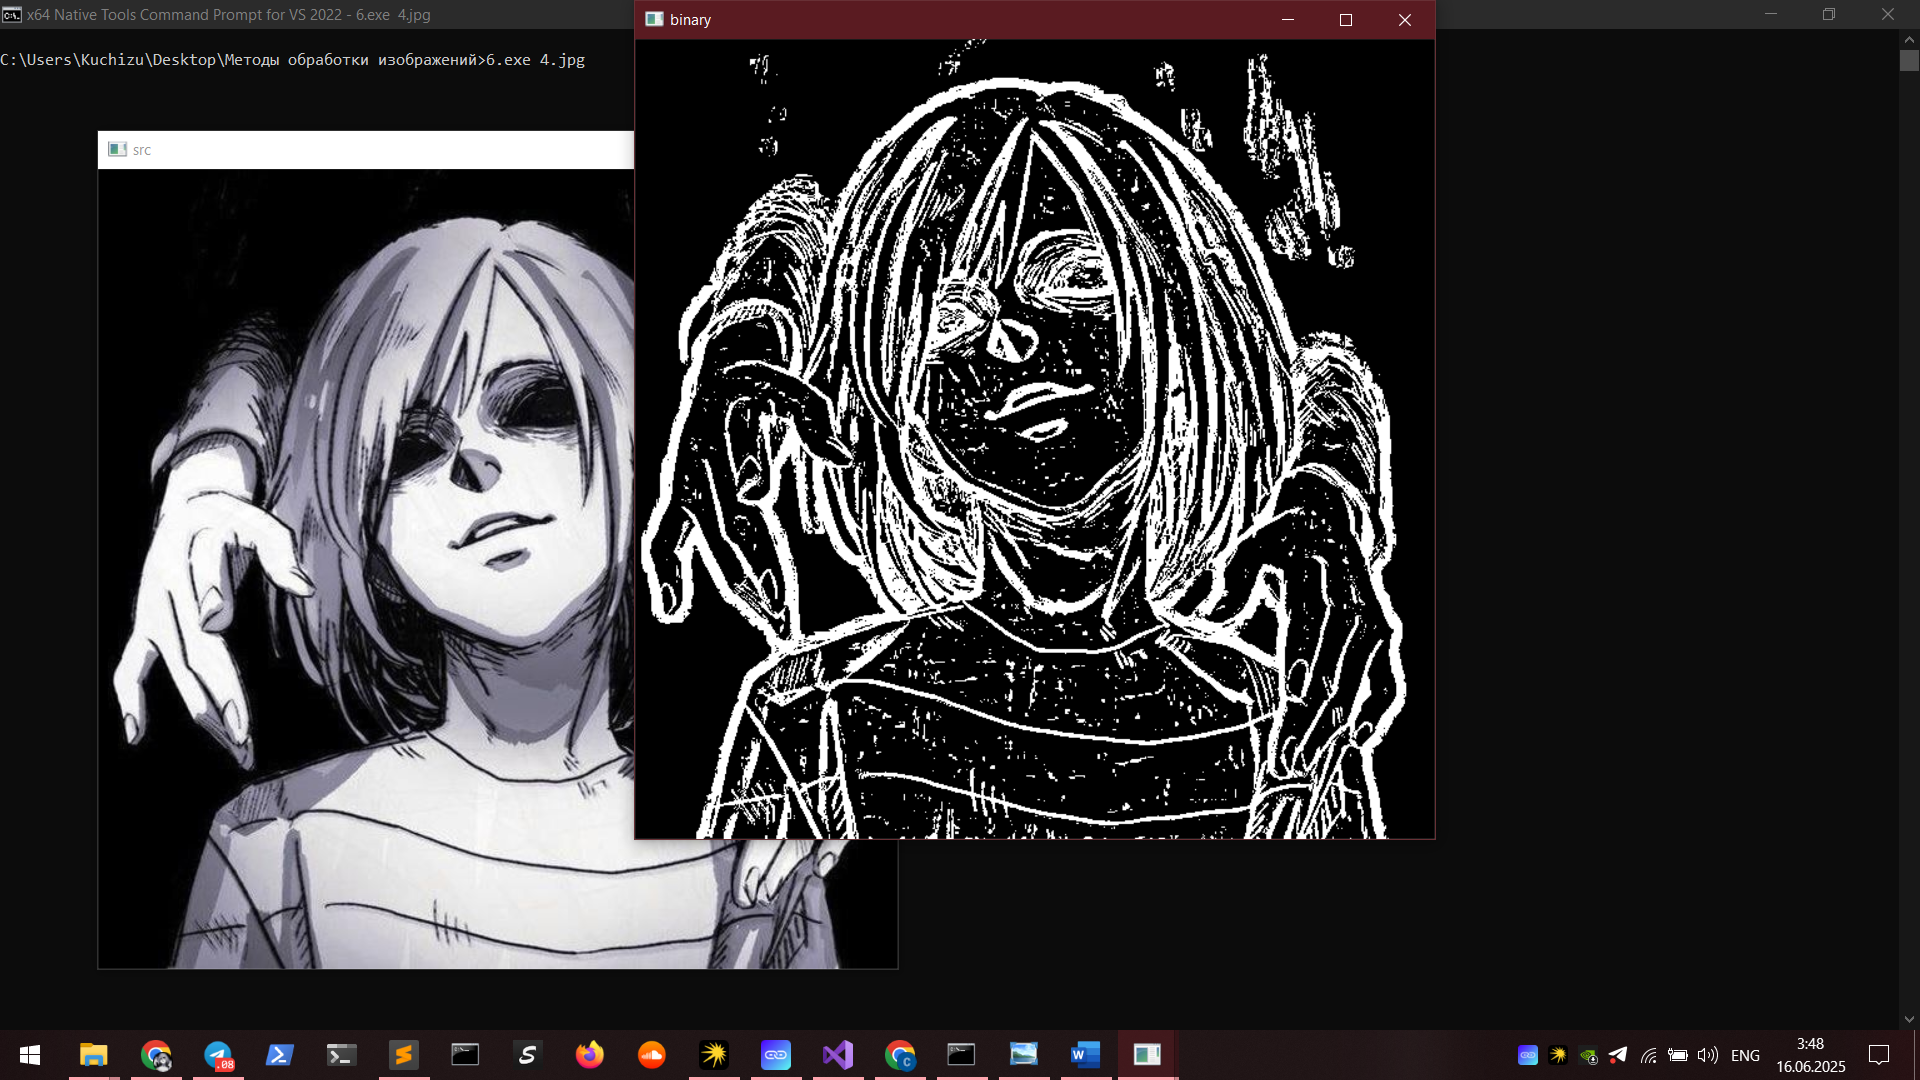 x64 Native Tools Command Prompt for VS 2022 - 6.exe 4.jpg
binary
C:\Users\Kuchizu\Desktop\Методы обработки изображений>6.exe 4.jpg
src
.08
ENG
3:48
16.06.2025